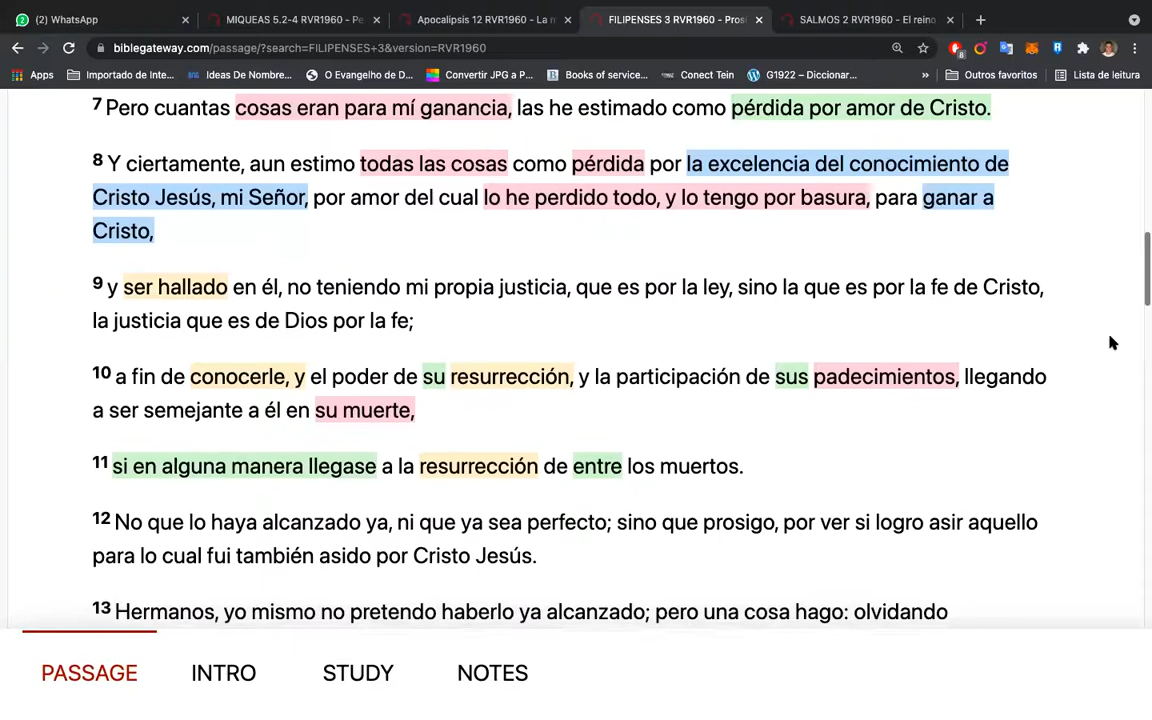 (2) WhatsApp
MIQUEAS 5.2-4 RVR1960 - Pe
Apocalipsis 12 RVR1960 - La n
FILIPENSES 3 RVR1960 - Prosi
SALMOS 2 RVR1960 - El reino
biblegateway.com/passage/?search=FILIPENSES+3&version=RVR1960
Apps
Importado de Inte...
Ideas De Nombre...
O Evangelho de D...
Convertir JPG a P...
Books of service...
Conect Tein
G1922 – Diccionar...
»
Outros favoritos
Lista de leitura
7 Pero cuantas cosas eran para mí ganancia, las he estimado como pérdida por amor de Cristo.
8 Y ciertamente, aun estimo todas las cosas como pérdida por la excelencia del conocimiento de
Cristo Jesús, mi Señor, por amor del cual lo he perdido todo, y lo tengo por basura, para ganar a
Cristo,
9 y ser hallado en él, no teniendo mi propia justicia, que es por la ley, sino la que es por la fe de Cristo,
la justicia que es de Dios por la fe;
10 a fin de conocerle, y el poder de su resurrección, y la participación de sus padecimientos, llegando
a ser semejante a él en su muerte,
11 si en alguna manera llegase a la resurrección de entre los muertos.
12 No que lo haya alcanzado ya, ni que ya sea perfecto; sino que prosigo, por ver si logro asir aquello
para lo cual fui también asido por Cristo Jesús.
13 Hermanos, yo mismo no pretendo haberlo ya alcanzado; pero una cosa hago: olvidando
PASSAGE
INTRO
STUDY
NOTES